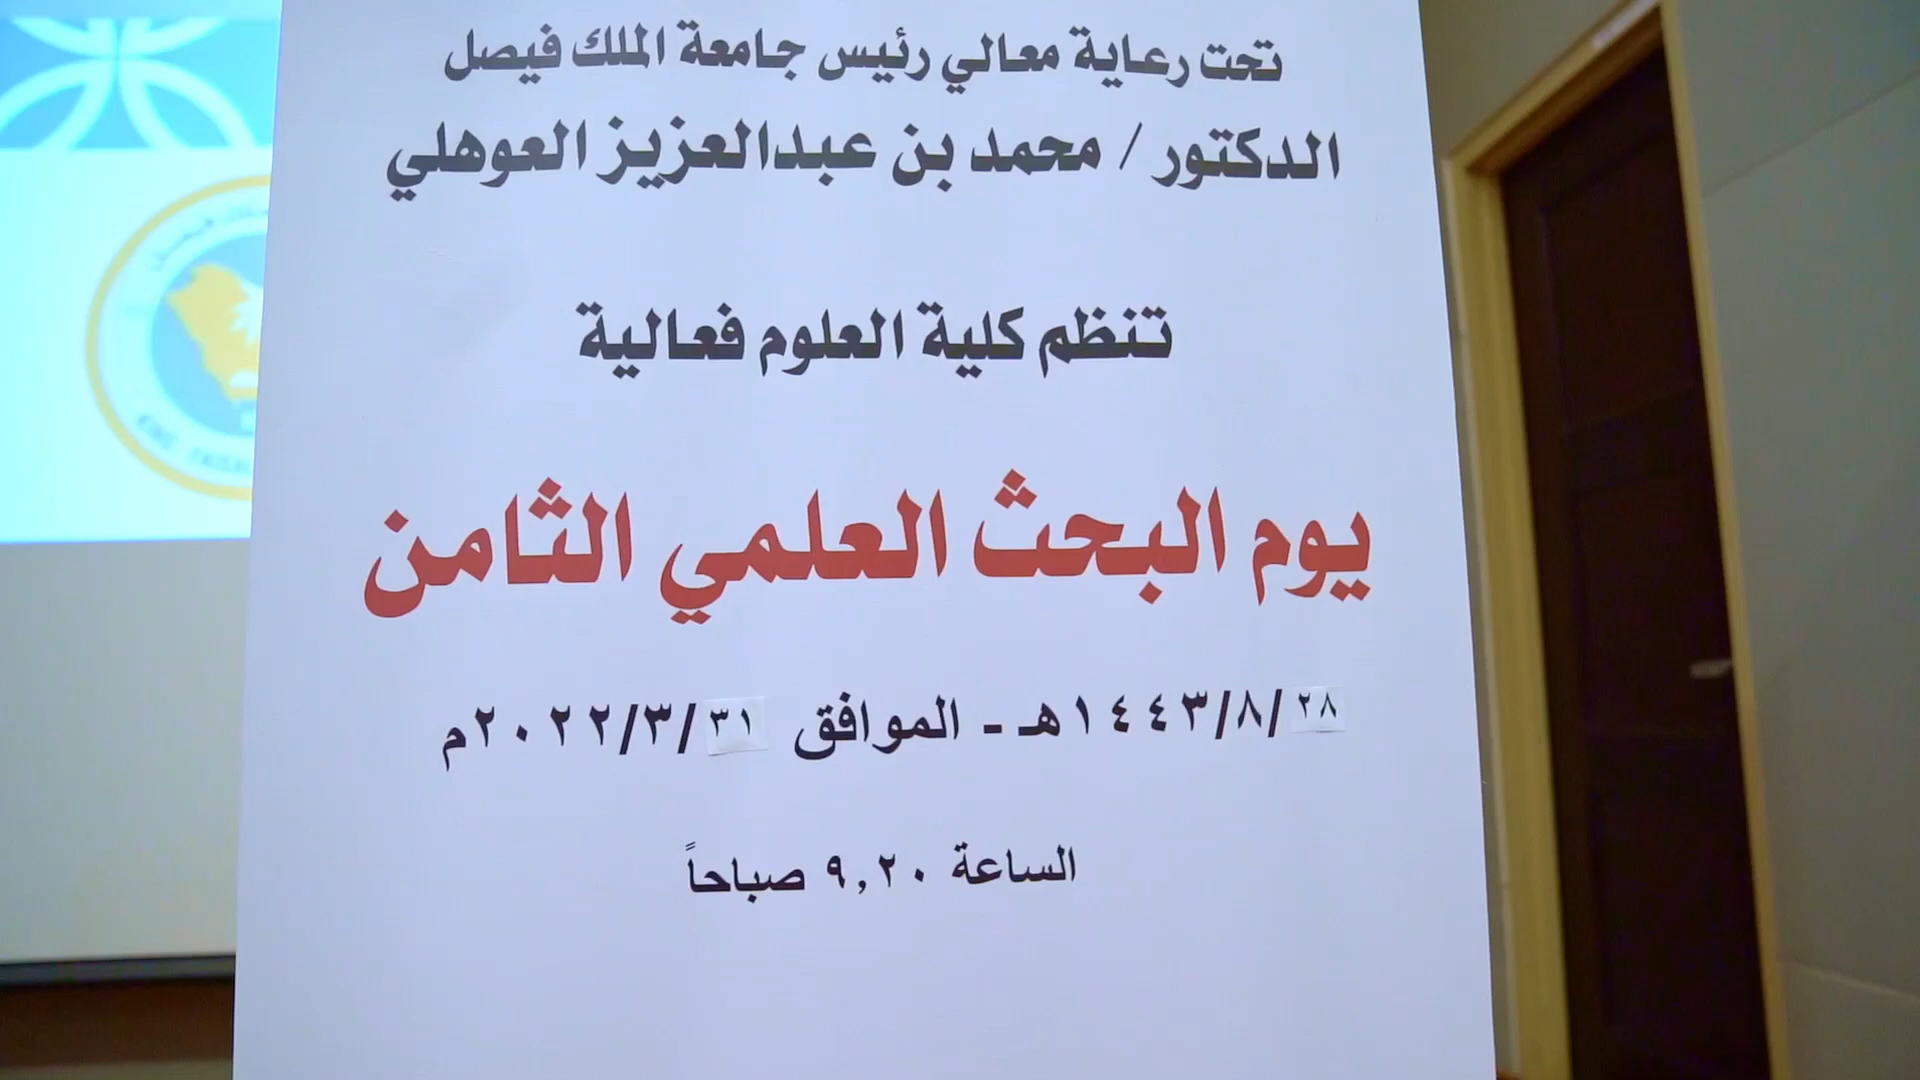 تحت رعاية معالي رئيس جامعة الملك فيصل
الدكتور / محمد بن عبدالعزيز العوهلي
تنظم كلية العلوم فعالية
يوم البحث العلمي الثامن
٢٨/٨/١٤٤٣هـ - الموافق ٣١/٣/٢٠٢٢م
الساعة ٩,٢٠ صباحاً